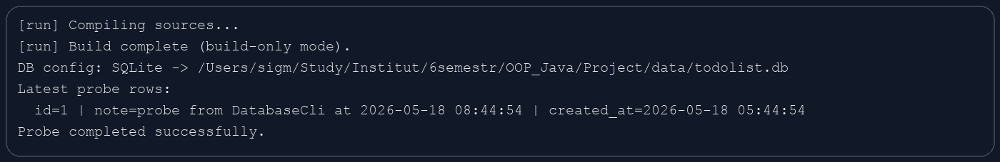 [run] Compiling sources...
[run] Build complete (build-only mode).
DB config: SQLite -> /Users/sigm/Study/Institut/6semestr/OOP_Java/Project/data/todolist.db
Latest probe rows:
  id=1 | note=probe from DatabaseCli at 2026-05-18 08:44:54 | created_at=2026-05-18 05:44:54
Probe completed successfully.